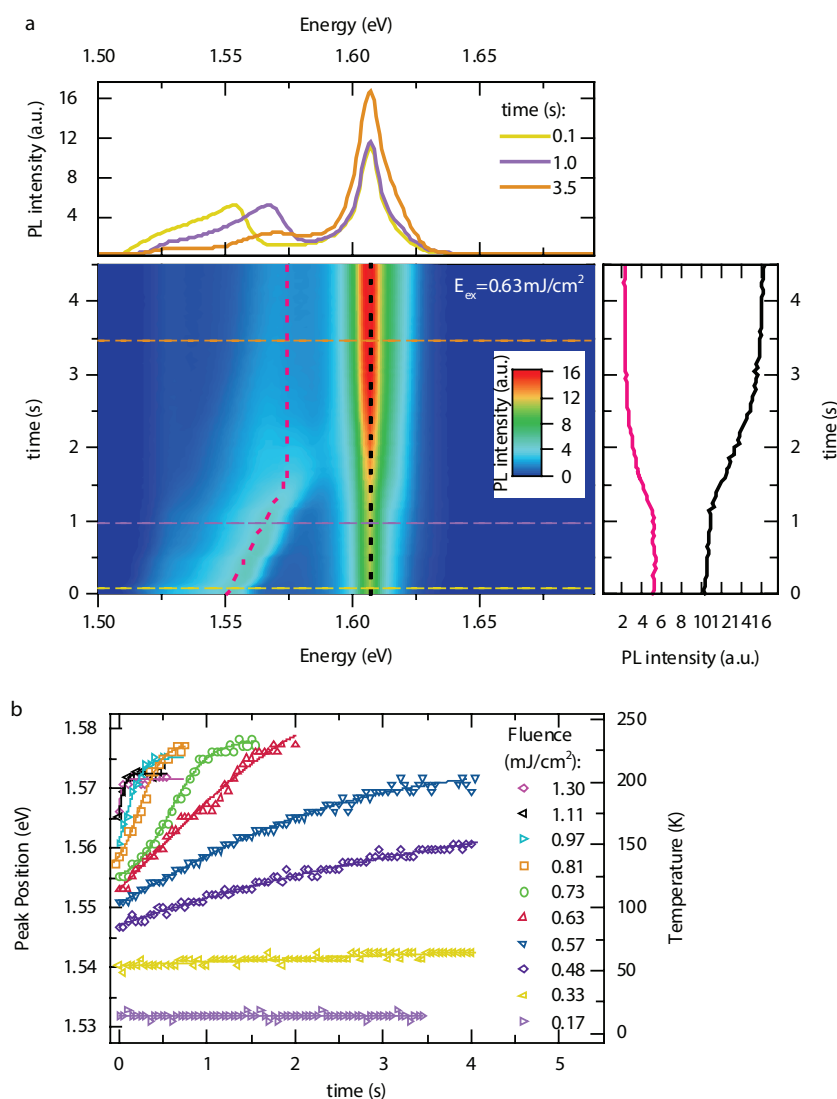 a
Energy (eV)
1.50 1.55 1.60 1.65
16
12
8
4
PL intensity (a.u.)
time (s):
0.1
1.0
3.5
E_ex=0.63mJ/cm²
4
3
2
1
0
time (s)
16
12
8
4
0
PL intensity (a.u.)
1.50 1.55 1.60 1.65
Energy (eV)
4
3
2
1
0
time (s)
2 4 6 8 10121416
PL intensity (a.u.)
b
1.58
1.57
1.56
1.55
1.54
1.53
Peak Position (eV)
Fluence
(mJ/cm²):
1.30
1.11
0.97
0.81
0.73
0.63
0.57
0.48
0.33
0.17
250
200
150
100
50
0
Temperature (K)
0 1 2 3 4 5
time (s)